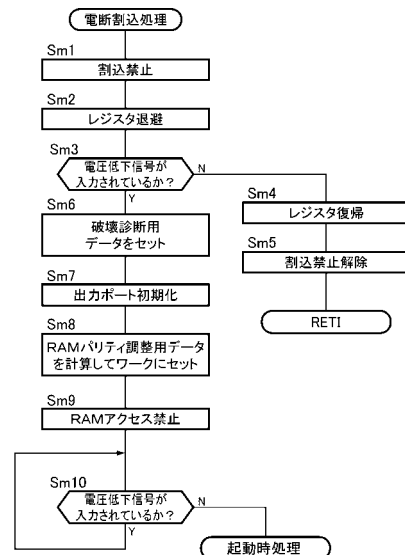 電断割込処理
Sm1
割込禁止
Sm2
レジスタ退避
Sm3
電圧低下信号が
入力されているか?
N
Y
Sm4
レジスタ復帰
Sm5
割込禁止解除
RETI
Sm6
破壊診断用
データをセット
Sm7
出力ポート初期化
Sm8
RAMパリティ調整用データ
を計算してワークにセット
Sm9
RAMアクセス禁止
Sm10
電圧低下信号が
入力されているか?
N
Y
起動時処理